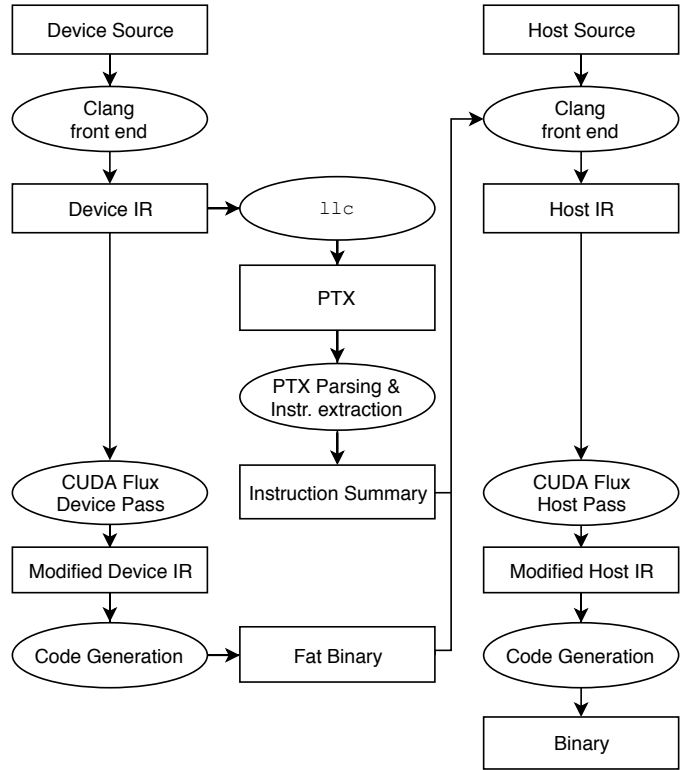 Device Source
Host Source
Clang
front end
Clang
front end
Device IR
llc
Host IR
PTX
PTX Parsing &
Instr. extraction
CUDA Flux
Device Pass
Instruction Summary
CUDA Flux
Host Pass
Modified Device IR
Modified Host IR
Code Generation
Fat Binary
Code Generation
Binary